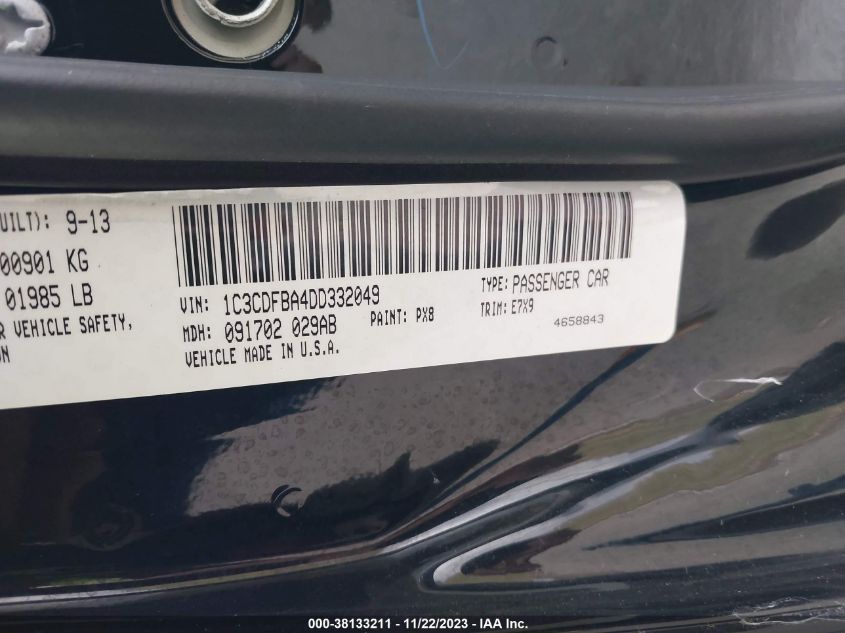 UILT): 9-13
00901 KG
01985 LB
R VEHICLE SAFETY,
ON
VIN: 1C3CDFBA4DD332049
TYPE: PASSENGER CAR
MDH: 091702 029AB
PAINT: PX8
TRIM: E7X9
VEHICLE MADE IN U.S.A.
4658843
000-38133211 - 11/22/2023 - IAA Inc.